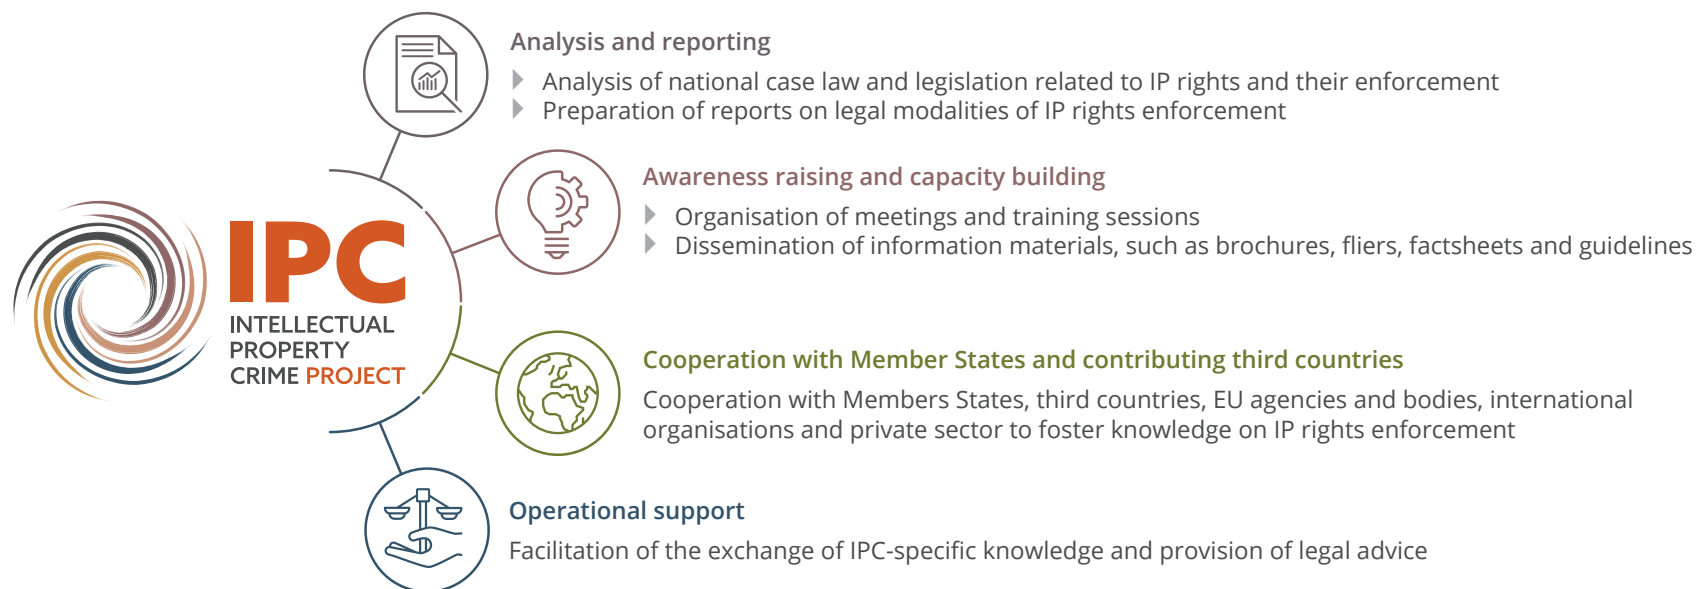 IPC
INTELLECTUAL
PROPERTY
CRIME PROJECT
Analysis and reporting
Analysis of national case law and legislation related to IP rights and their enforcement
Preparation of reports on legal modalities of IP rights enforcement
Awareness raising and capacity building
Organisation of meetings and training sessions
Dissemination of information materials, such as brochures, fliers, factsheets and guidelines
Cooperation with Member States and contributing third countries
Cooperation with Members States, third countries, EU agencies and bodies, international
organisations and private sector to foster knowledge on IP rights enforcement
Operational support
Facilitation of the exchange of IPC-specific knowledge and provision of legal advice